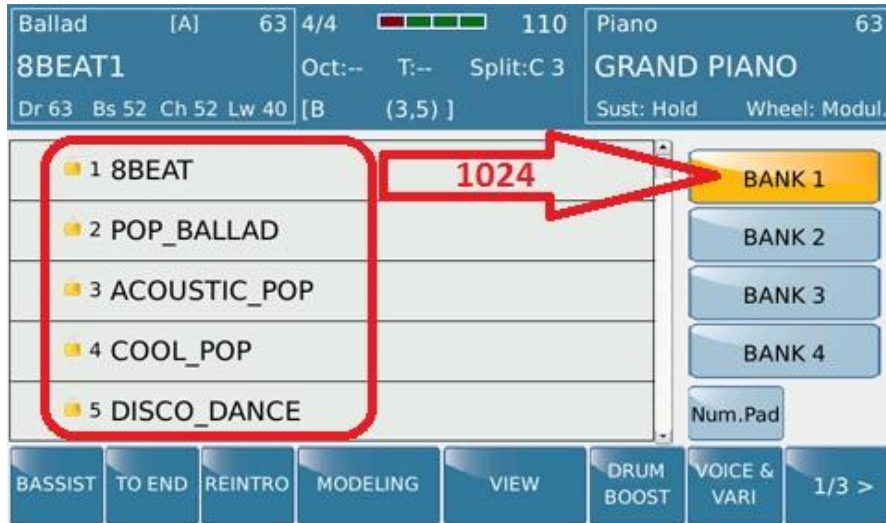 Ballad [A] 63 4/4 110 Piano 63
8BEAT1 Oct:-- T:-- Split:C 3 GRAND PIANO
Dr 63 Bs 52 Ch 52 Lw 40 [B (3,5) ] Sust: Hold Wheel: Modul.
1 8BEAT 1024 BANK 1
2 POP_BALLAD BANK 2
3 ACOUSTIC_POP BANK 3
4 COOL_POP BANK 4
5 DISCO_DANCE Num.Pad
BASSIST TO END REINTRO MODELING VIEW DRUM BOOST VOICE & VARI 1/3 >